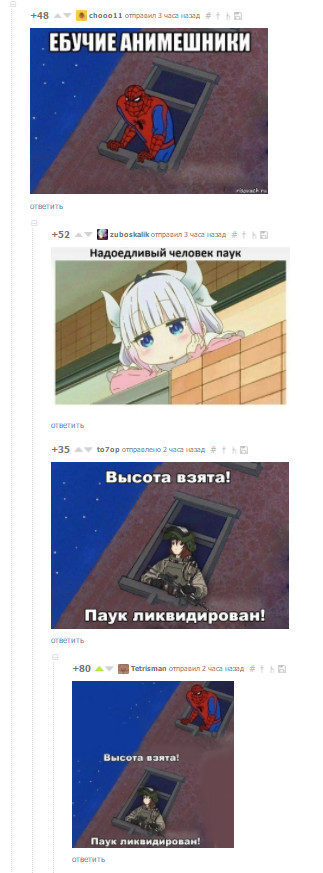 +48 chooo11 отправил 3 часа назад #
ЕБУЧИЕ АНИМЕШНИКИ
risovach.ru
ответить
+52 zuboskalik отправил 3 часа назад #
Надоедливый человек паук
ответить
+35 to7op отправлено 2 часа назад #
Высота взята!
Паук ликвидирован!
ответить
+80 Tetrisman отправил 2 часа назад #
Высота взята!
Паук ликвидирован!
ответить